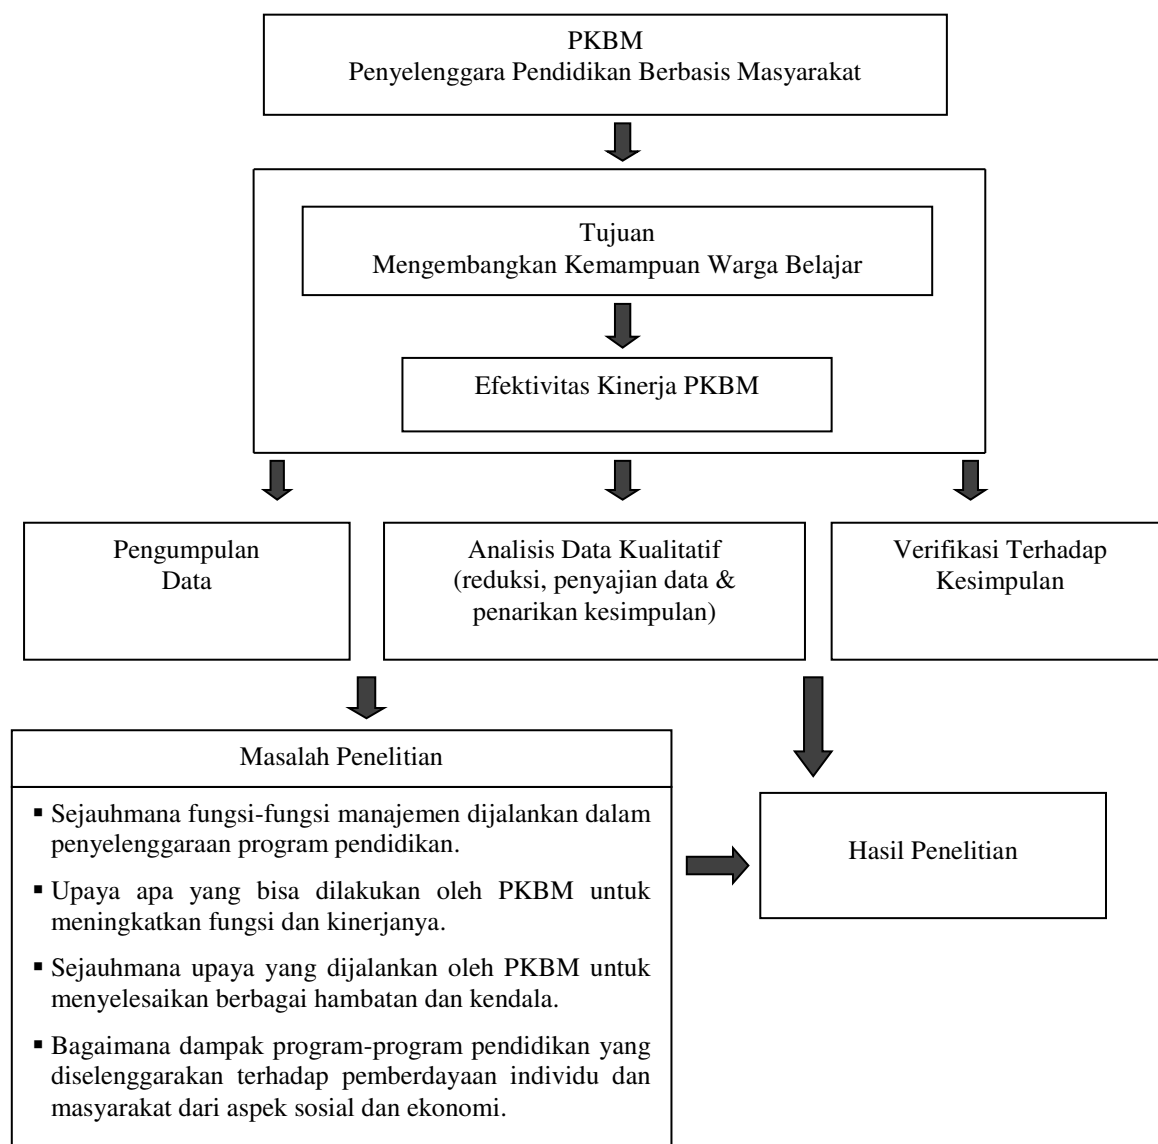 PKBM
Penyelenggara Pendidikan Berbasis Masyarakat
Tujuan
Mengembangkan Kemampuan Warga Belajar
Efektivitas Kinerja PKBM
Pengumpulan
Data
Analisis Data Kualitatif
(reduksi, penyajian data &
penarikan kesimpulan)
Verifikasi Terhadap
Kesimpulan
Masalah Penelitian
▪ Sejauhmana fungsi-fungsi manajemen dijalankan dalam
penyelenggaraan program pendidikan.
▪ Upaya apa yang bisa dilakukan oleh PKBM untuk
meningkatkan fungsi dan kinerjanya.
▪ Sejauhmana upaya yang dijalankan oleh PKBM untuk
menyelesaikan berbagai hambatan dan kendala.
▪ Bagaimana dampak program-program pendidikan yang
diselenggarakan terhadap pemberdayaan individu dan
masyarakat dari aspek sosial dan ekonomi.
Hasil Penelitian